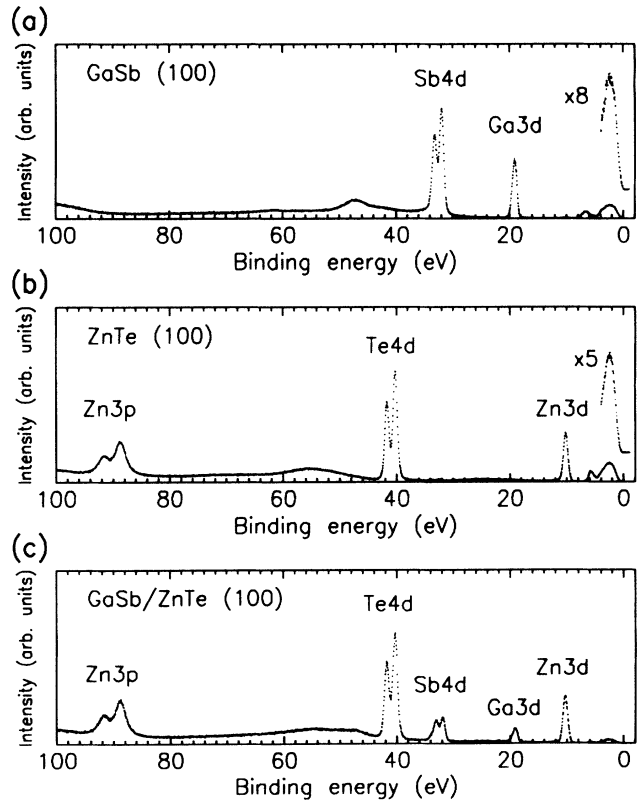 (a)
Intensity (arb. units)
GaSb (100)
Sb4d
Ga3d
x8
100 80 60 40 20 0
Binding energy (eV)
(b)
Intensity (arb. units)
ZnTe (100)
Zn3p
Te4d
Zn3d
x5
100 80 60 40 20 0
Binding energy (eV)
(c)
Intensity (arb. units)
GaSb/ZnTe (100)
Zn3p
Te4d
Sb4d
Ga3d
Zn3d
100 80 60 40 20 0
Binding energy (eV)